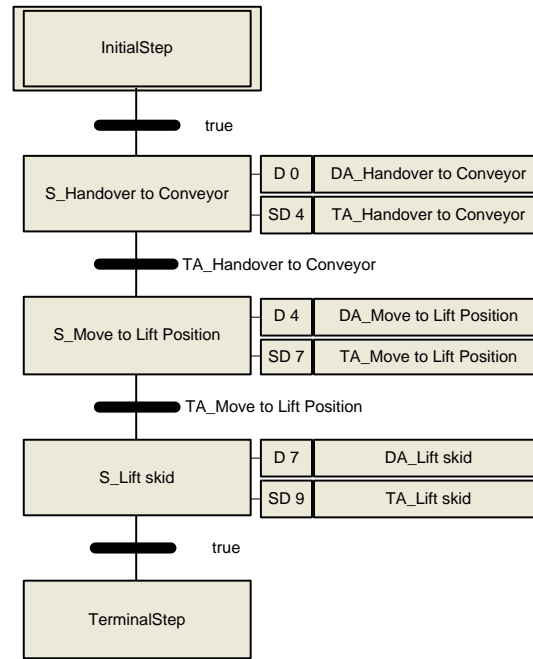 InitialStep
true
D 0 DA_Handover to Conveyor
S_Handover to Conveyor
SD 4 TA_Handover to Conveyor
TA_Handover to Conveyor
D 4 DA_Move to Lift Position
S_Move to Lift Position
SD 7 TA_Move to Lift Position
TA_Move to Lift Position
D 7 DA_Lift skid
S_Lift skid
SD 9 TA_Lift skid
true
TerminalStep